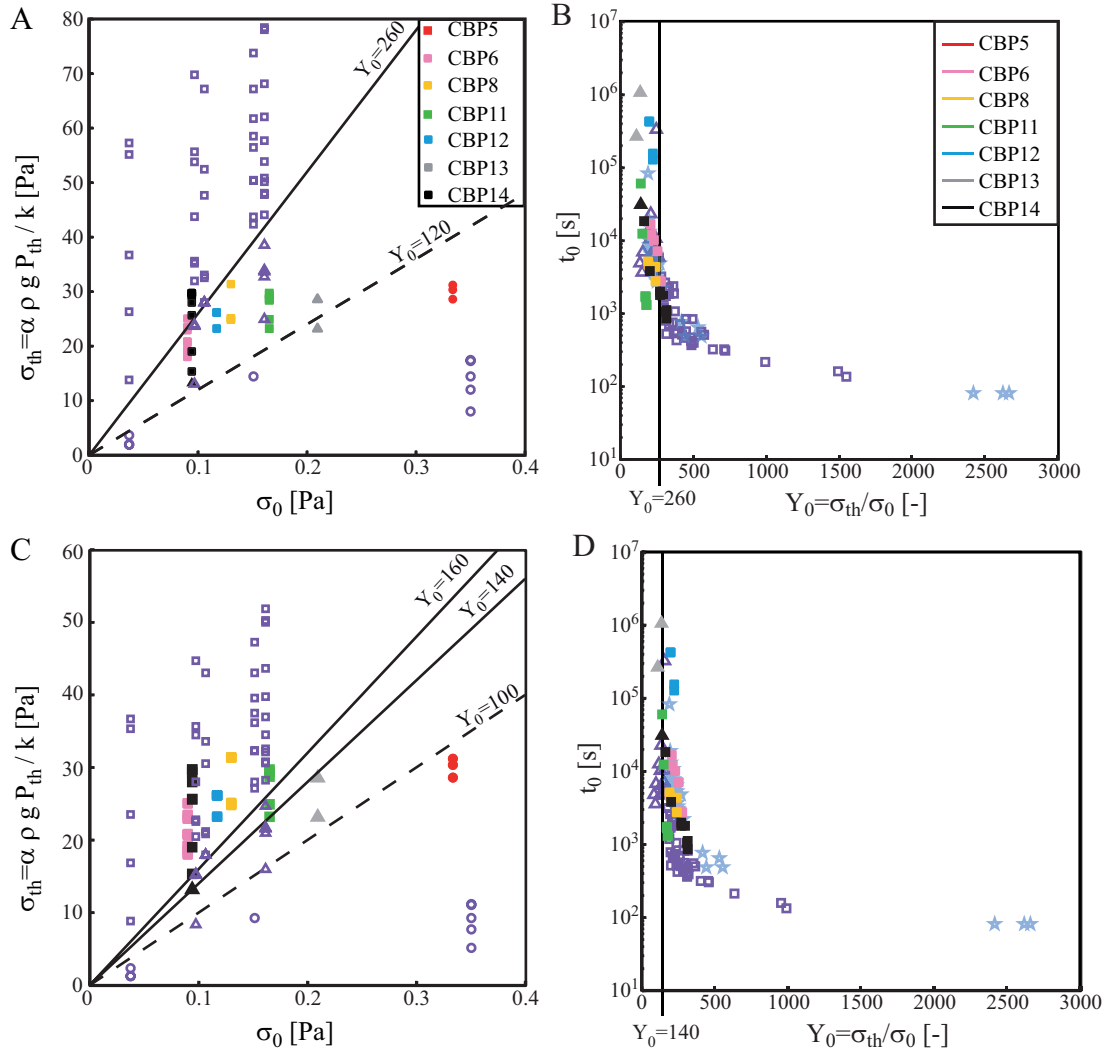 A
80
70
60
50
40
30
20
10
0
σth=α ρ g Pth / k [Pa]
Y0=260
Y0=120
CBP5
CBP6
CBP8
CBP11
CBP12
CBP13
CBP14
0
0.1
0.2
0.3
0.4
σ0 [Pa]
B
10^7
10^6
10^5
10^4
10^3
10^2
10^1
t0 [s]
CBP5
CBP6
CBP8
CBP11
CBP12
CBP13
CBP14
0
500
1000
1500
2000
2500
3000
Y0=260
Y0=σth/σ0 [-]
C
60
50
40
30
20
10
0
σth=α ρ g Pth / k [Pa]
Y0=160
Y0=140
Y0=100
0
0.1
0.2
0.3
0.4
σ0 [Pa]
D
10^7
10^6
10^5
10^4
10^3
10^2
10^1
t0 [s]
0
500
1000
1500
2000
2500
3000
Y0=140
Y0=σth/σ0 [-]